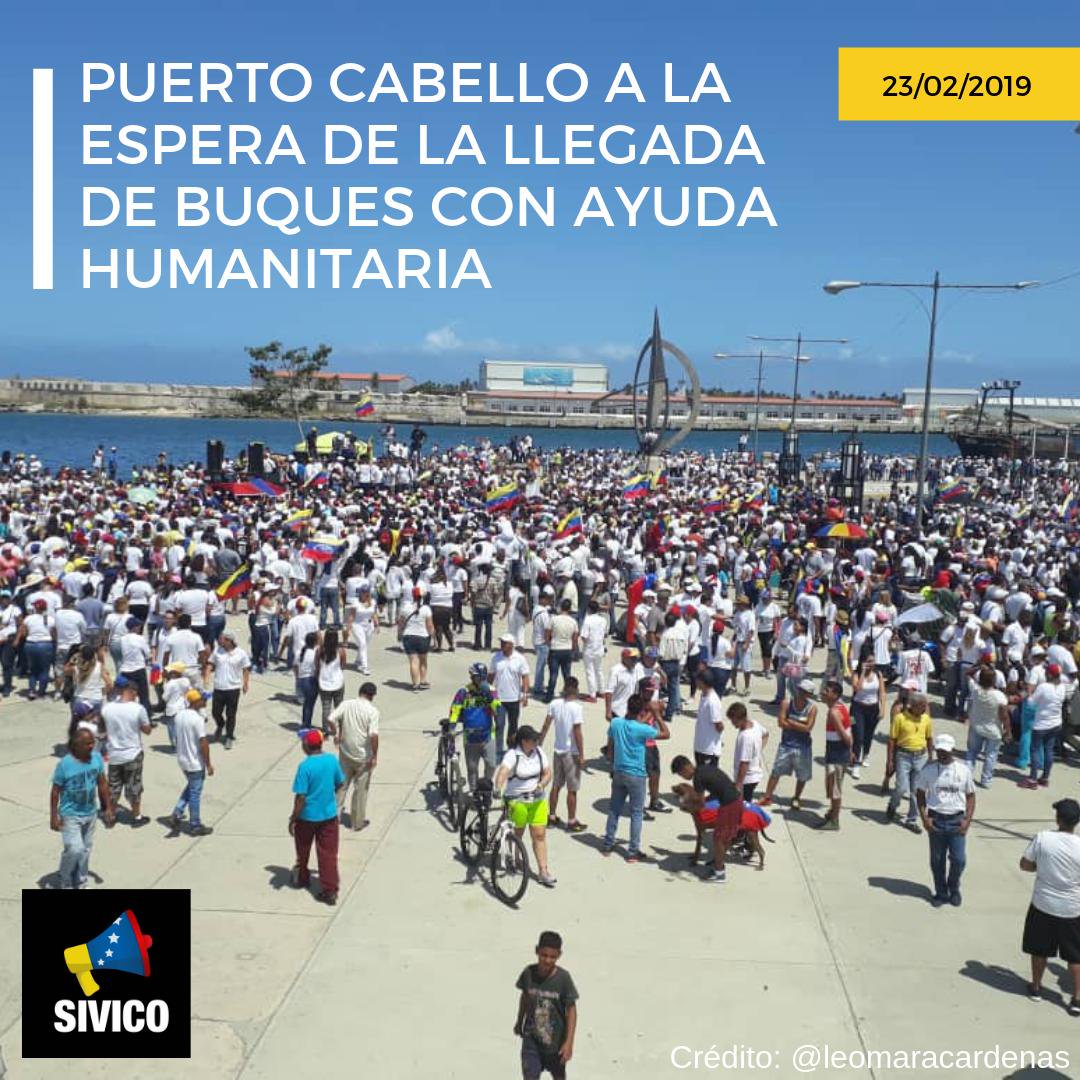 PUERTO CABELLO A LA
ESPERA DE LA LLEGADA
DE BUQUES CON AYUDA
HUMANITARIA
23/02/2019
SIVICO
Crédito: @leomaracardenas